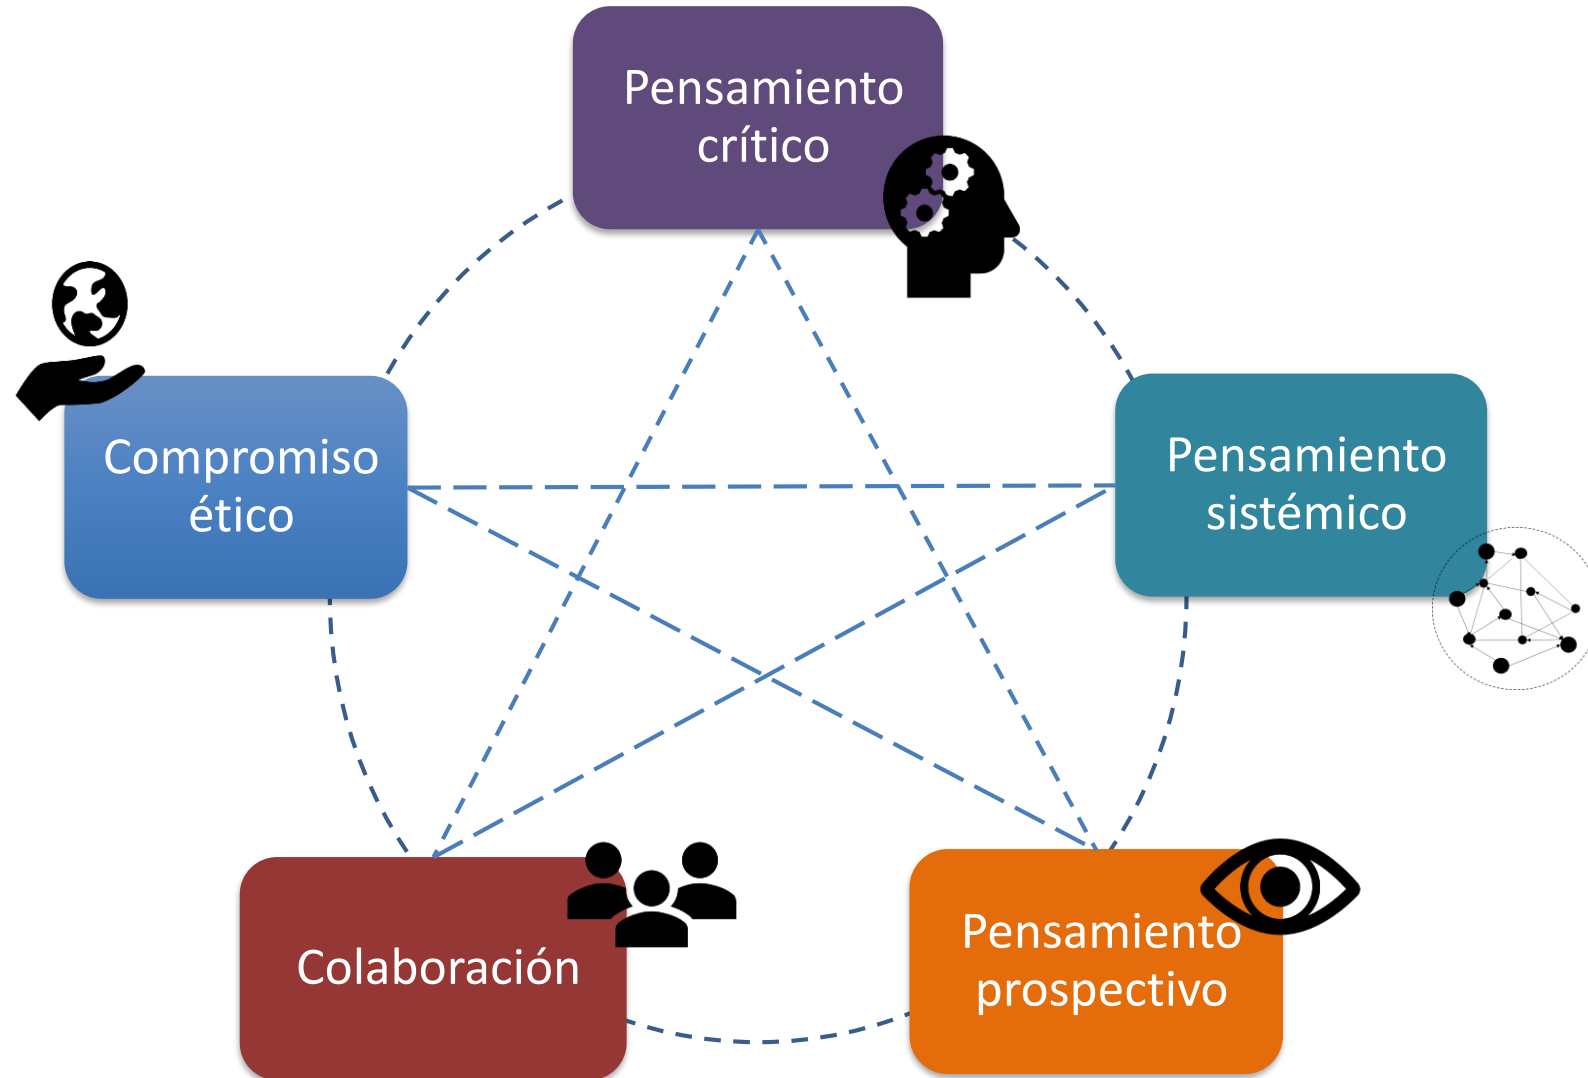 Pensamiento
crítico
Compromiso
ético
Pensamiento
sistémico
Colaboración
Pensamiento
prospectivo